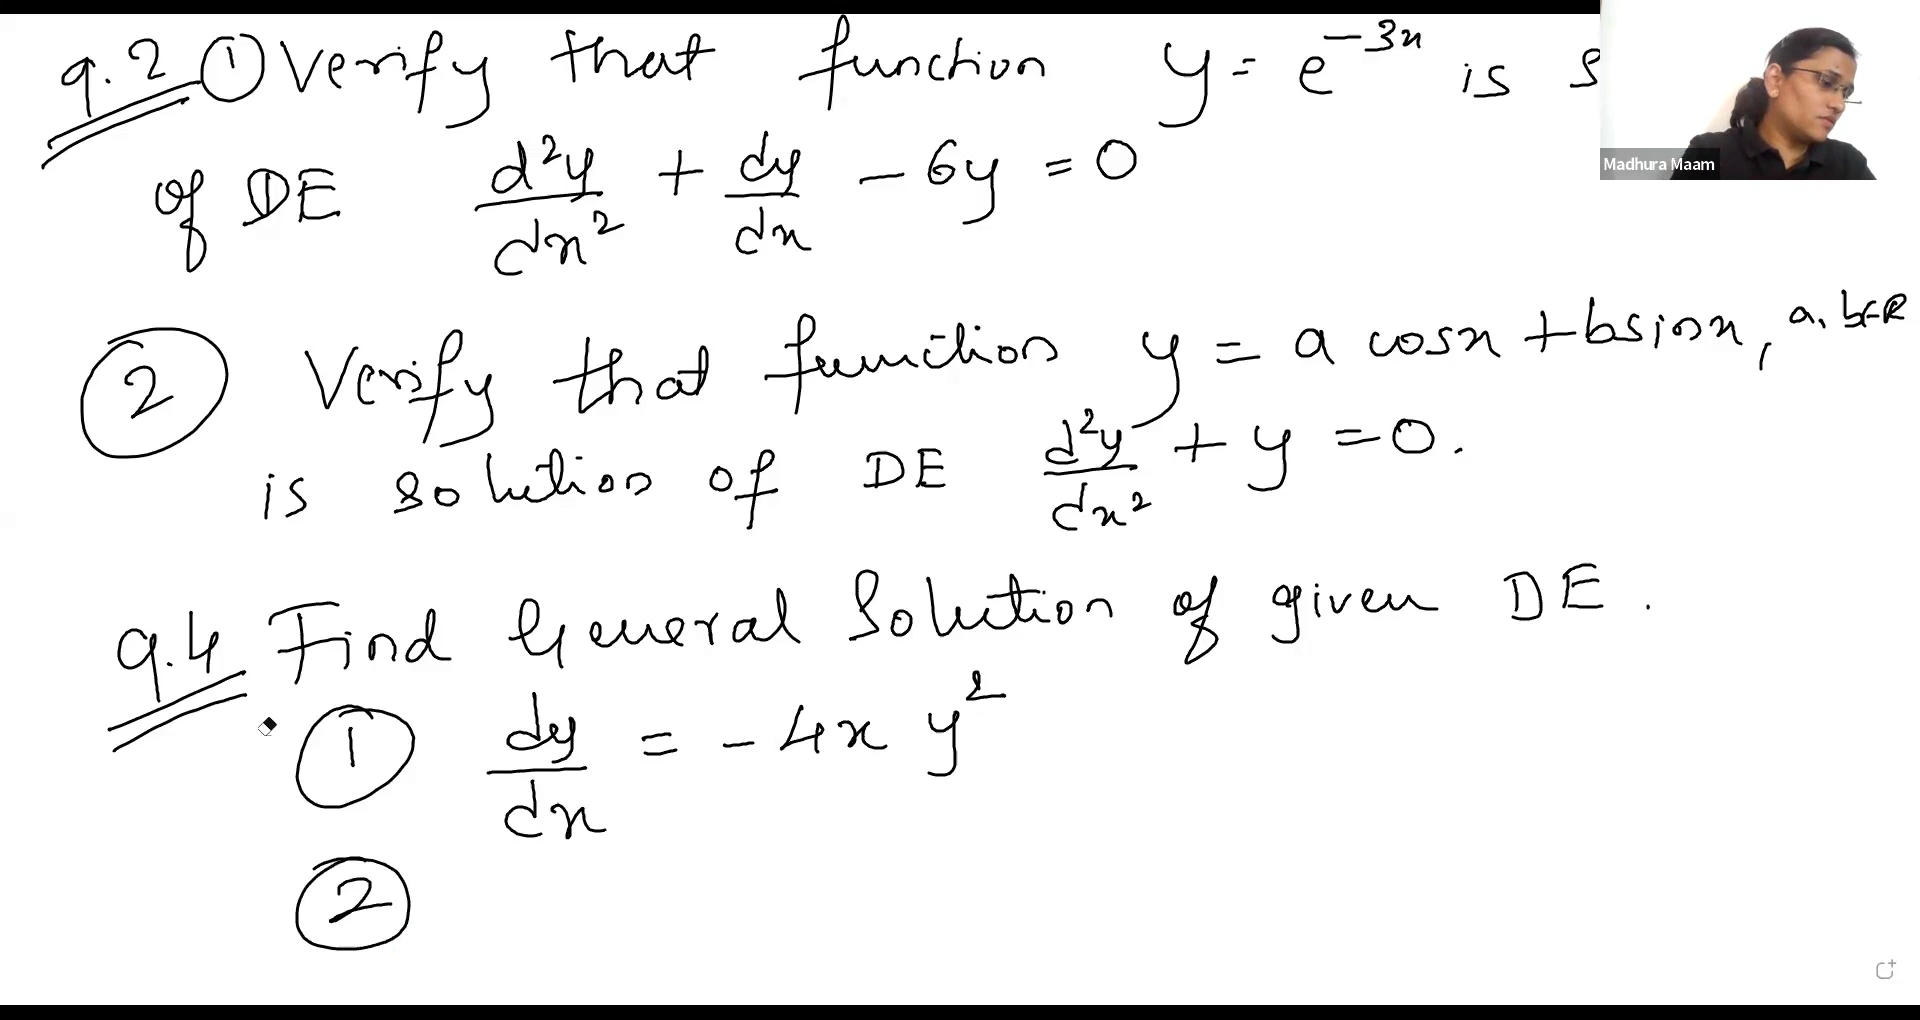 q.2 ① Verify that function y = e^{-3x} is s
Madhura Maam
of DE d²y/dx² + dy/dx - 6y = 0
② Verify that function y = a cosx + b sinx, a, b ∈ R
is solution of DE d²y/dx² + y = 0.
q.4 Find General Solution of given DE.
① dy/dx = - 4x y²
②